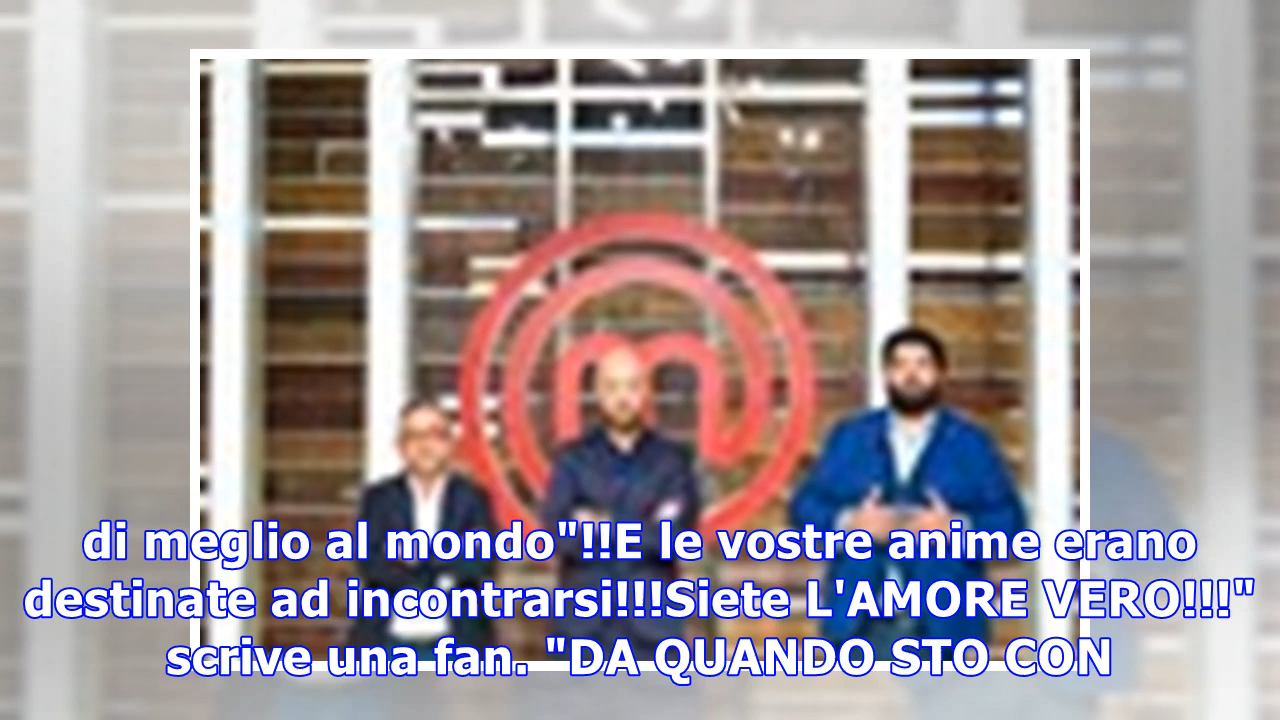 di meglio al mondo"!!E le vostre anime erano
destinate ad incontrarsi!!!Siete L'AMORE VERO!!!"
scrive una fan. "DA QUANDO STO CON